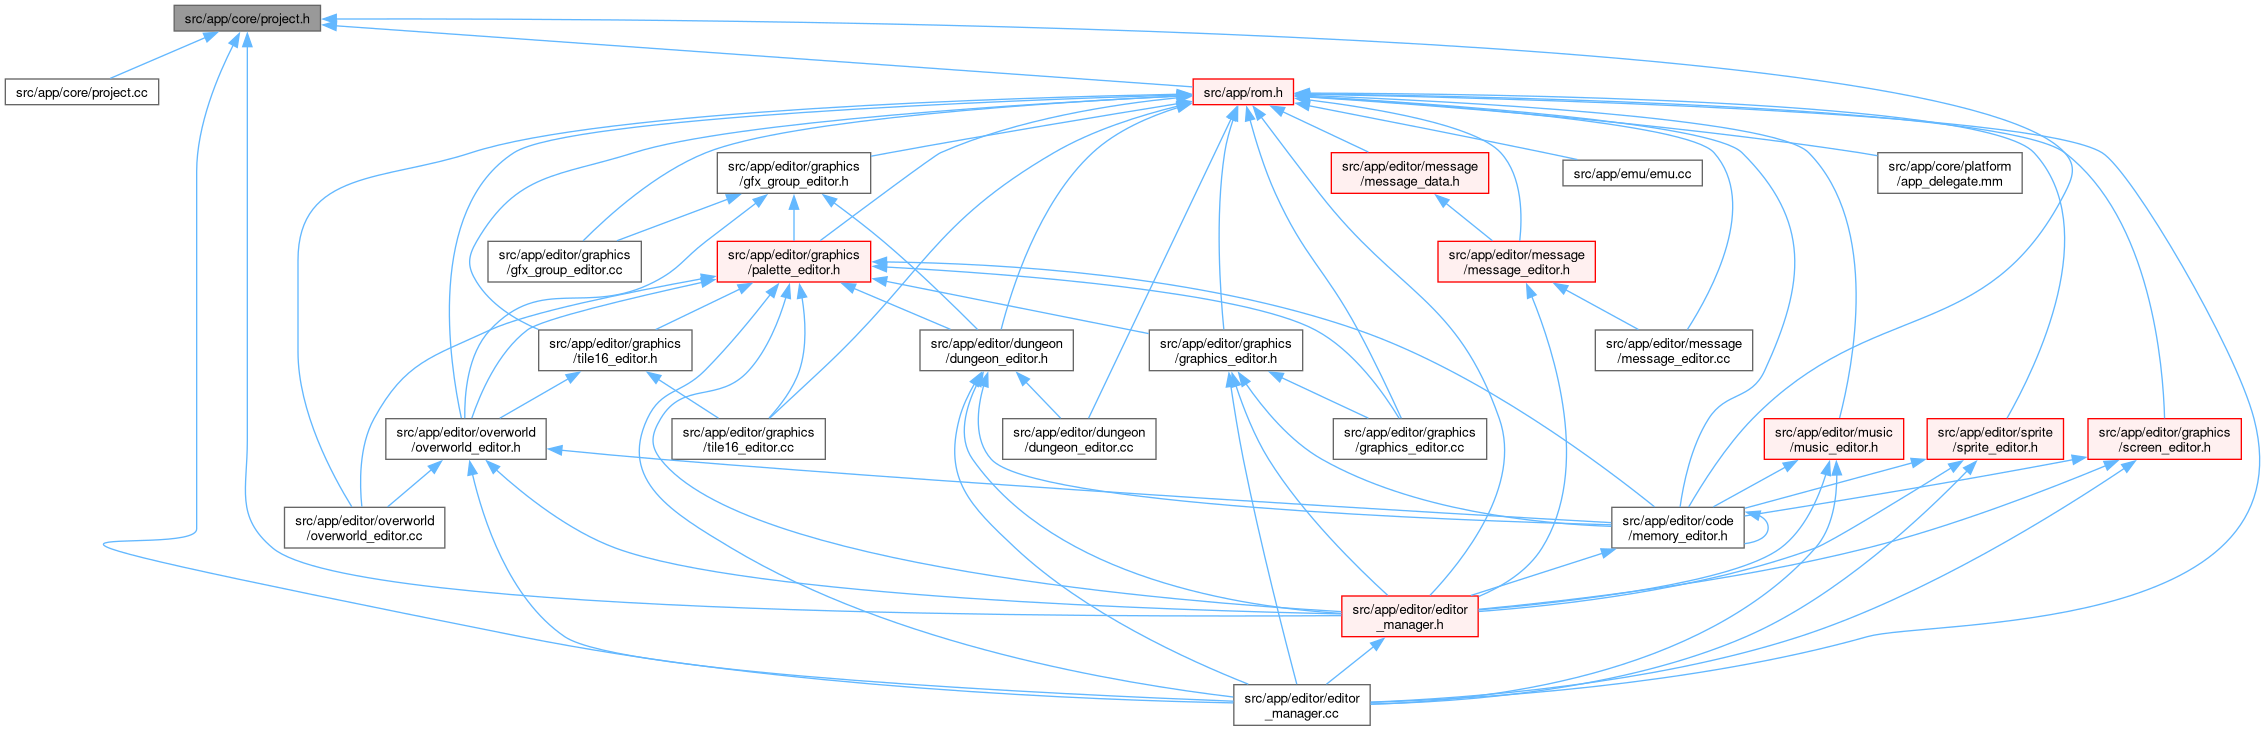 src/app/core/project.h
src/app/core/project.cc
src/app/rom.h
src/app/editor/graphics
/gfx_group_editor.h
src/app/editor/message
/message_data.h
src/app/emu/emu.cc
src/app/core/platform
/app_delegate.mm
src/app/editor/graphics
/gfx_group_editor.cc
src/app/editor/graphics
/palette_editor.h
src/app/editor/message
/message_editor.h
src/app/editor/graphics
/tile16_editor.h
src/app/editor/dungeon
/dungeon_editor.h
src/app/editor/graphics
/graphics_editor.h
src/app/editor/message
/message_editor.cc
src/app/editor/overworld
/overworld_editor.h
src/app/editor/graphics
/tile16_editor.cc
src/app/editor/dungeon
/dungeon_editor.cc
src/app/editor/graphics
/graphics_editor.cc
src/app/editor/music
/music_editor.h
src/app/editor/sprite
/sprite_editor.h
src/app/editor/graphics
/screen_editor.h
src/app/editor/overworld
/overworld_editor.cc
src/app/editor/code
/memory_editor.h
src/app/editor/editor
_manager.h
src/app/editor/editor
_manager.cc